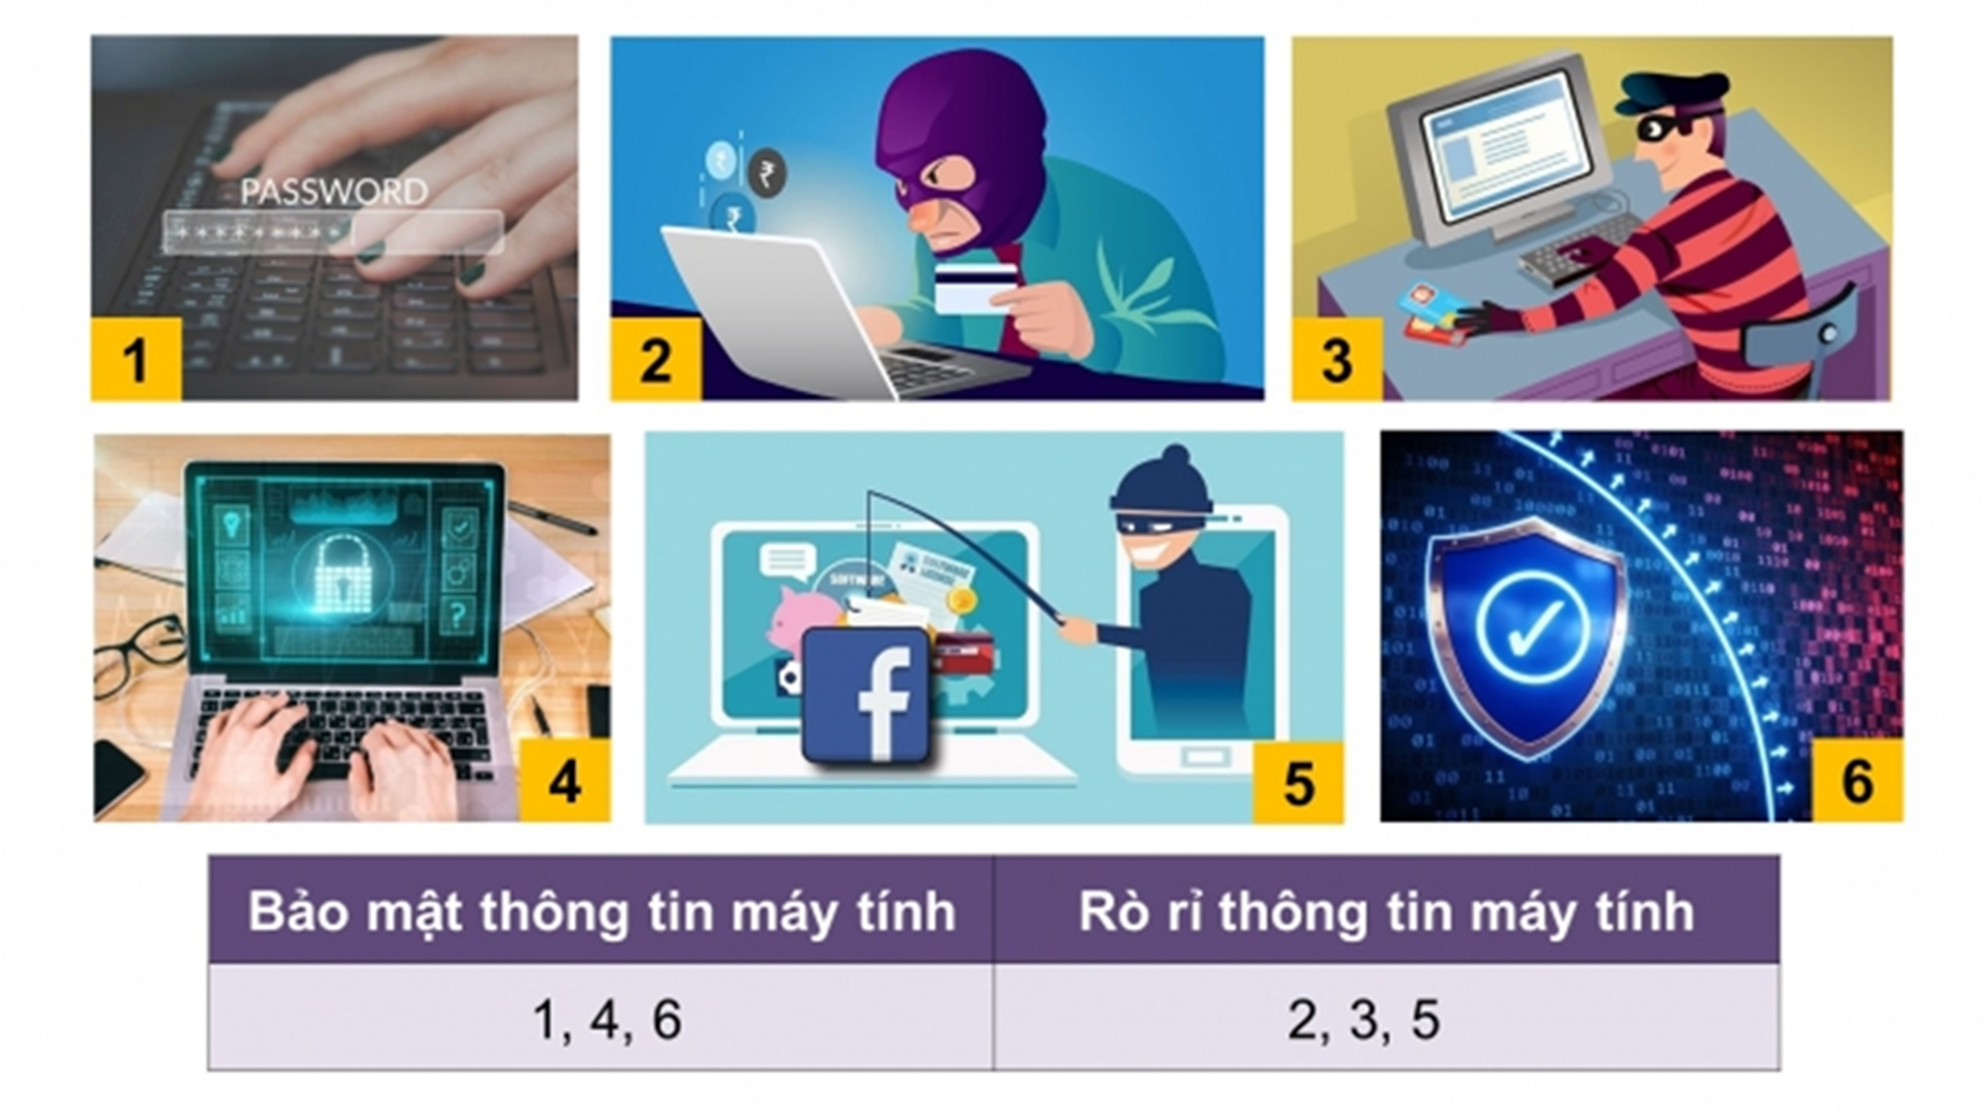 PASSWORD
*********
1
2
3
SOFTWARE
f
4
5
6
Bảo mật thông tin máy tính
Rò rỉ thông tin máy tính
1, 4, 6
2, 3, 5